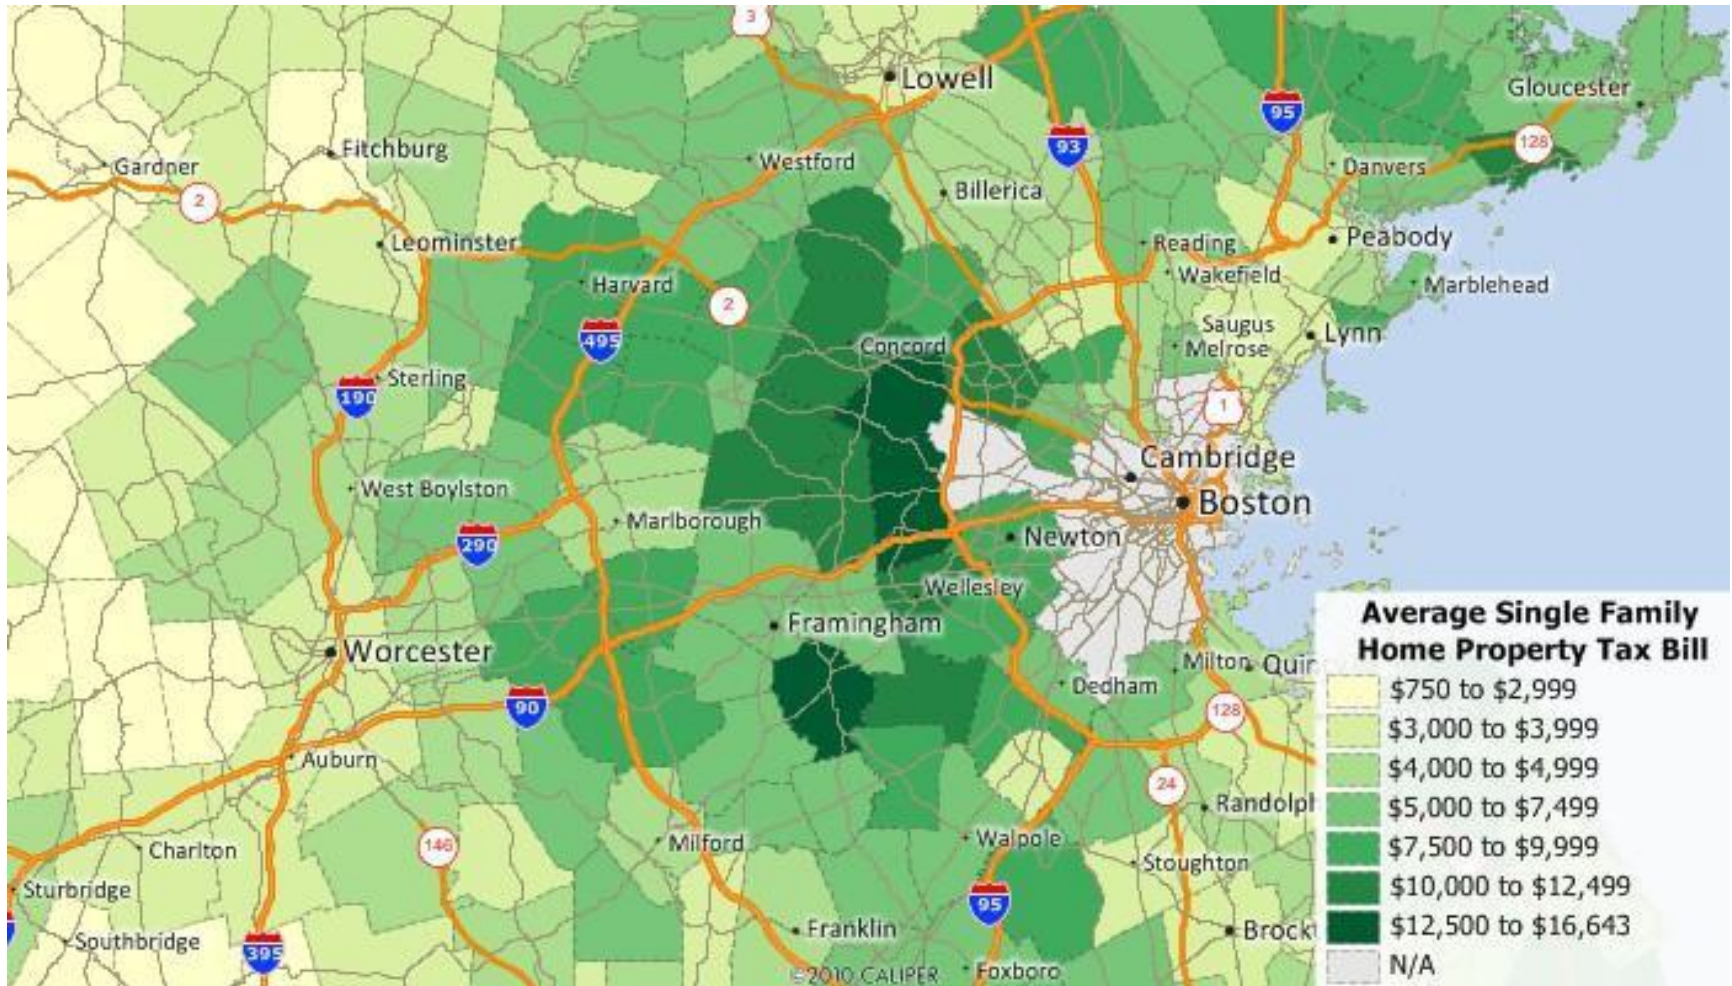 3
Lowell
Gloucester
95
128
93
Gardner
Fitchburg
Westford
Danvers
2
Billerica
Leominster
Reading
Peabody
Wakefield
Harvard
Marblehead
2
495
Saugus
Lynn
Concord
Melrose
Sterling
190
1
Cambridge
West Boylston
Boston
Marlborough
290
Newton
Wellesley
Framingham
Worcester
Milton
Quin
Dedham
90
128
Auburn
24
Randolph
Milford
Walpole
146
Charlton
Stoughton
Sturbridge
95
Franklin
Brockt
Southbridge
395
Foxboro
©2010 CALIPER
Average Single Family
Home Property Tax Bill
$750 to $2,999
$3,000 to $3,999
$4,000 to $4,999
$5,000 to $7,499
$7,500 to $9,999
$10,000 to $12,499
$12,500 to $16,643
N/A